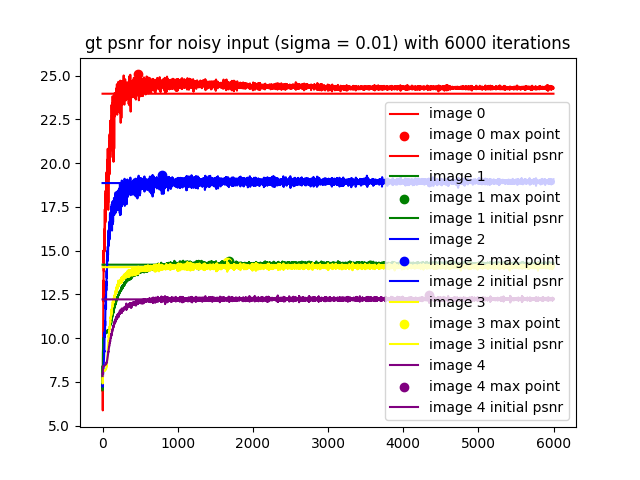 gt psnr for noisy input (sigma = 0.01) with 6000 iterations
25.0
22.5
20.0
17.5
15.0
12.5
10.0
7.5
5.0
image 0
image 0 max point
image 0 initial psnr
image 1
image 1 max point
image 1 initial psnr
image 2
image 2 max point
image 2 initial psnr
image 3
image 3 max point
image 3 initial psnr
image 4
image 4 max point
image 4 initial psnr
0 1000 2000 3000 4000 5000 6000